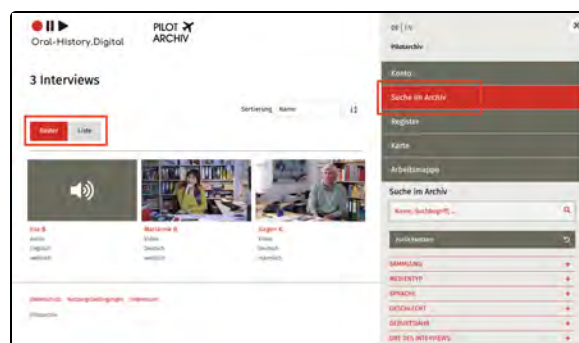 Oral-History.Digital
PILOT
ARCHIV
3 Interviews
Sortierung Name
Raster Liste
Eva B.
Audio
Englisch
weiblich
Marianne K.
Video
Deutsch
weiblich
Jürgen K.
Video
Deutsch
männlich
Datenschutz Nutzungsbedingungen Impressum
Pilotarchiv
DE | EN
Pilotarchiv
Konto
Suche im Archiv
Register
Karte
Arbeitsmappe
Suche im Archiv
Name, Suchbegriff, ...
Zurücksetzen
SAMMLUNG +
MEDIENTYP +
SPRACHE +
GESCHLECHT +
GEBURTSJAHR +
ORT DES INTERVIEWS +